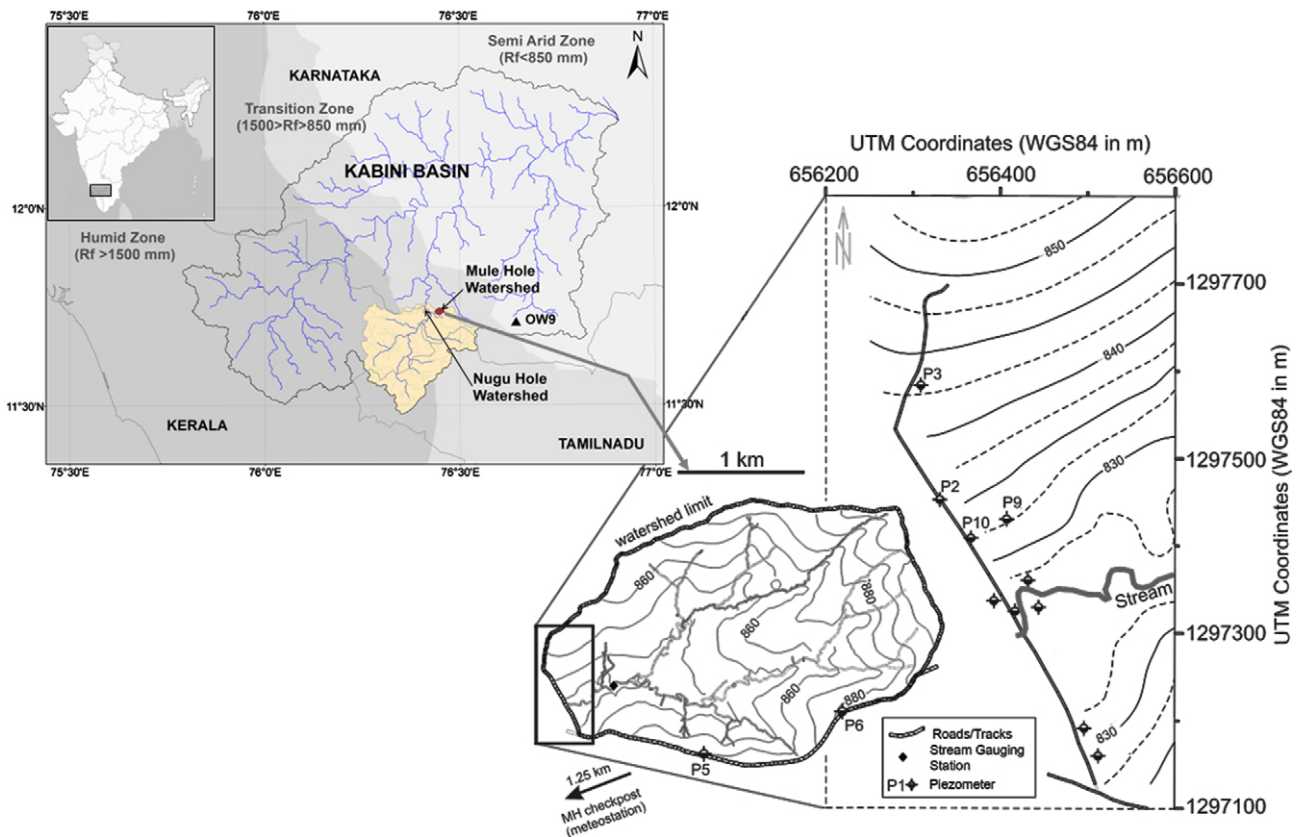 75°30'E
76°0'E
76°30'E
77°0'E
N
Semi Arid Zone
(Rf<850 mm)
KARNATAKA
Transition Zone
(1500>Rf>850 mm)
KABINI BASIN
12°0'N
12°0'N
Humid Zone
(Rf >1500 mm)
Mule Hole
Watershed
OW9
Nugu Hole
Watershed
11°30'N
11°30'N
KERALA
TAMILNADU
75°30'E
76°0'E
76°30'E
77°0'E
UTM Coordinates (WGS84 in m)
6556200
6556400
6556600
N
850
1297700
840
P3
830
1297500
P2
P9
P10
UTM Coordinates (WGS84 in m)
Stream
1297300
830
1297100
1 km
watershed limit
860
880
860
860
880
P6
P5
1.25 km
MH checkpost
(meteostation)
Roads/Tracks
Stream Gauging
Station
P1 Piezometer